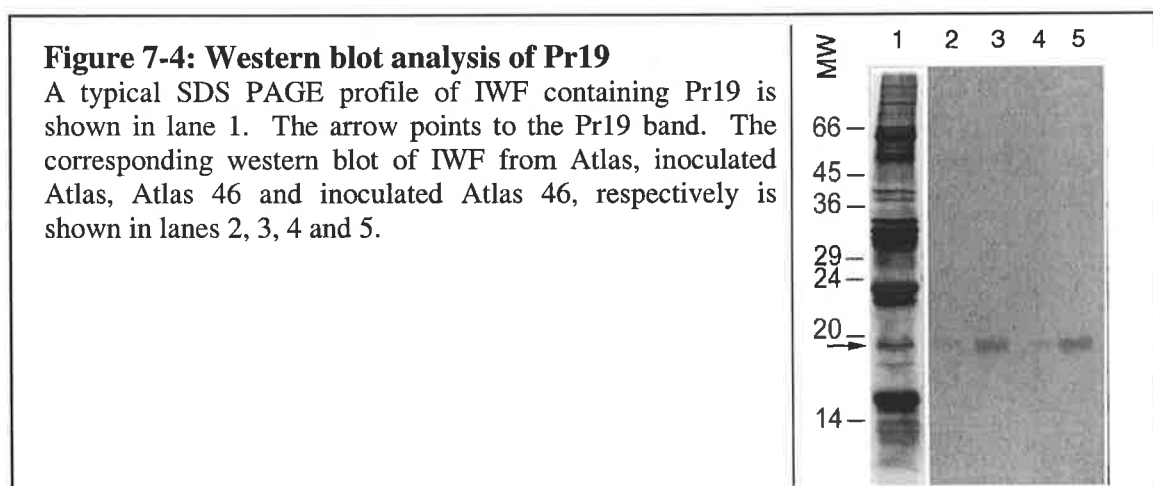 Figure 7-4: Western blot analysis of Pr19
A typical SDS PAGE profile of IWF containing Pr19 is
shown in lane 1. The arrow points to the Pr19 band. The
corresponding western blot of IWF from Atlas, inoculated
Atlas, Atlas 46 and inoculated Atlas 46, respectively is
shown in lanes 2, 3, 4 and 5.
MW 1 2 3 4 5
66
45
36
29
24
20
14